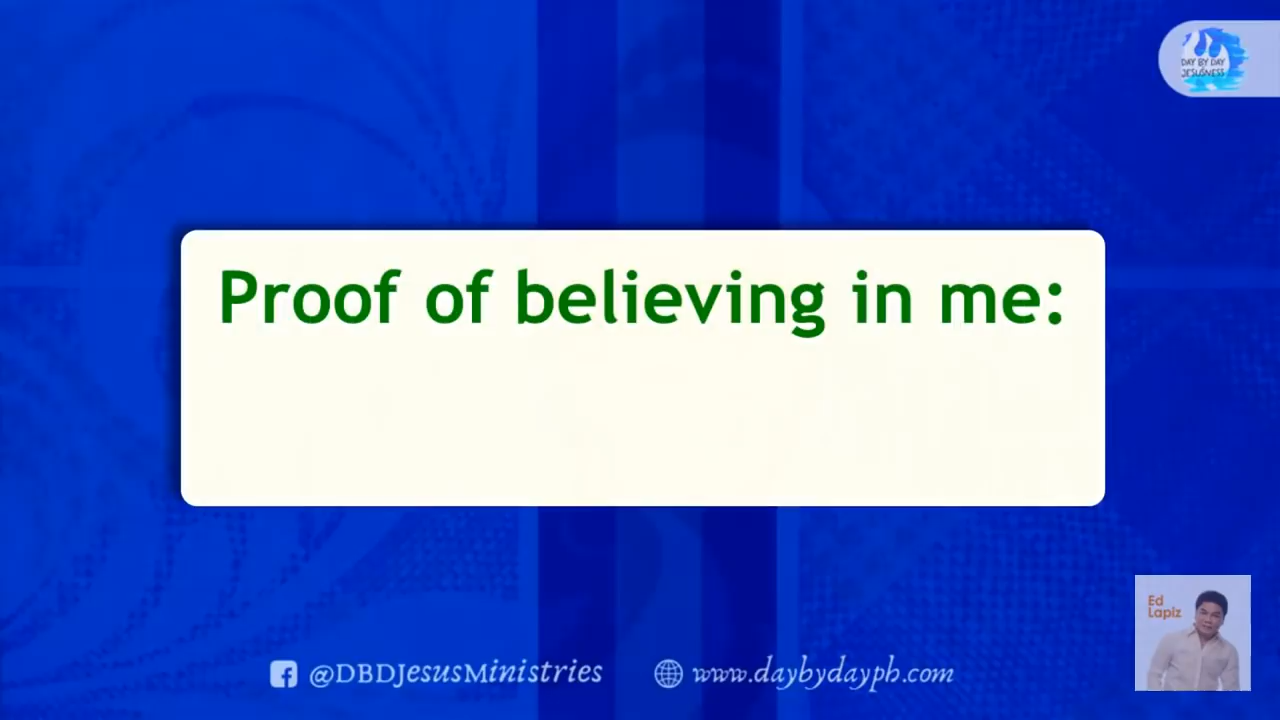 DAY BY DAY
JESUSNESS
Proof of believing in me:
Ed
Lapiz
@DBDJesusMinistries
www.daybydayph.com